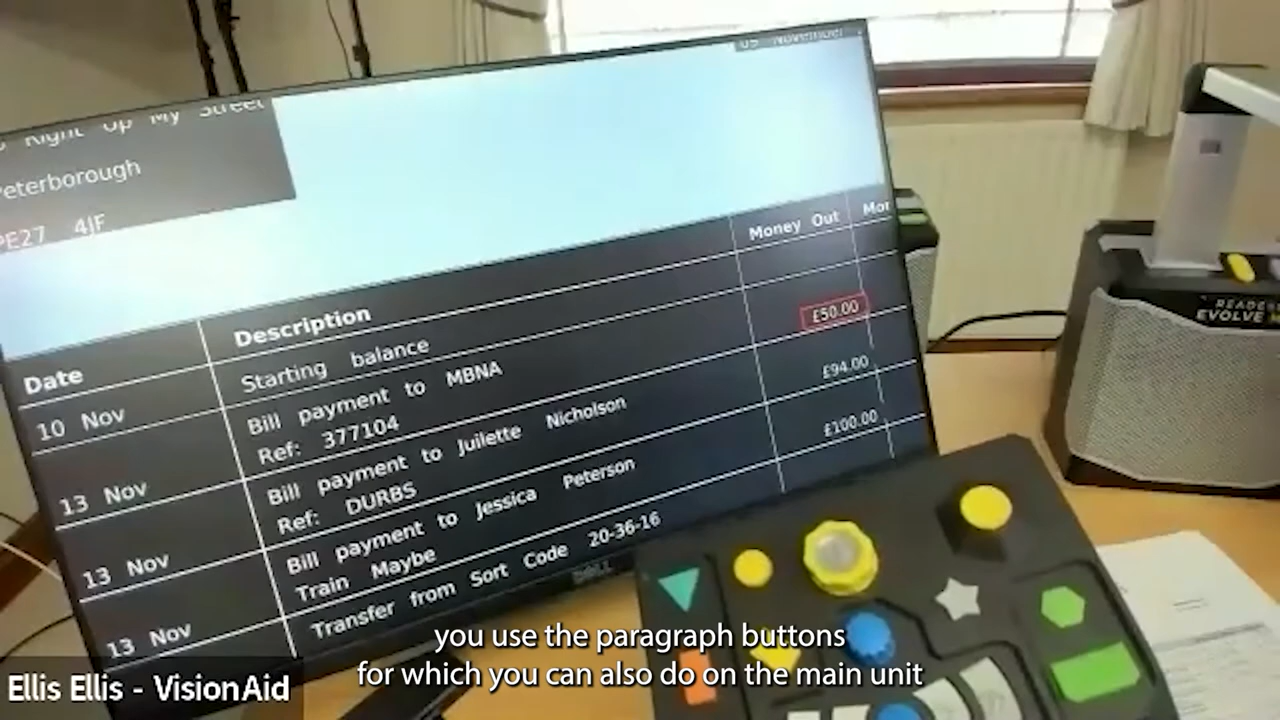 05 November
Right Up My Street
Peterborough
PE27 4JF
Date Description Money Out
Starting balance
10 Nov Bill payment to MBNA £50.00
Ref: 377104
13 Nov Bill payment to Juilette Nicholson £94.00
Ref: DURBS
13 Nov Bill payment to Jessica Peterson £100.00
Train Maybe
13 Nov Transfer from Sort Code 20-36-16
DELL
READER
EVOLVE
you use the paragraph buttons
for which you can also do on the main unit
Ellis Ellis - VisionAid